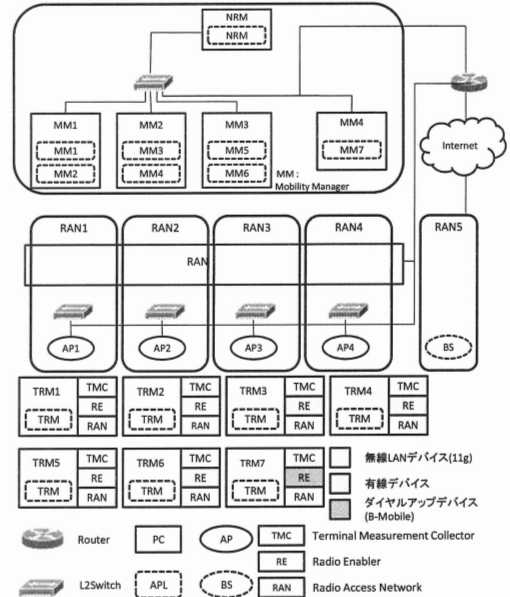 NRM
NRM
MM1
MM1
MM2
MM2
MM3
MM4
MM3
MM5
MM6
MM4
MM7
MM :
Mobility Manager
Internet
RAN1
RAN2
RAN3
RAN4
RAN5
RAN
AP1
AP2
AP3
AP4
BS
TRM1
TRM
TMC
RE
RAN
TRM2
TRM
TMC
RE
RAN
TRM3
TRM
TMC
RE
RAN
TRM4
TRM
TMC
RE
RAN
TRM5
TRM
TMC
RE
RAN
TRM6
TRM
TMC
RE
RAN
TRM7
TRM
TMC
RE
RAN
無線LANデバイス(11g)
有線デバイス
ダイヤルアップデバイス
(B-Mobile)
Router
PC
AP
TMC
Terminal Measurement Collector
RE
Radio Enabler
L2Switch
APL
BS
RAN
Radio Access Network